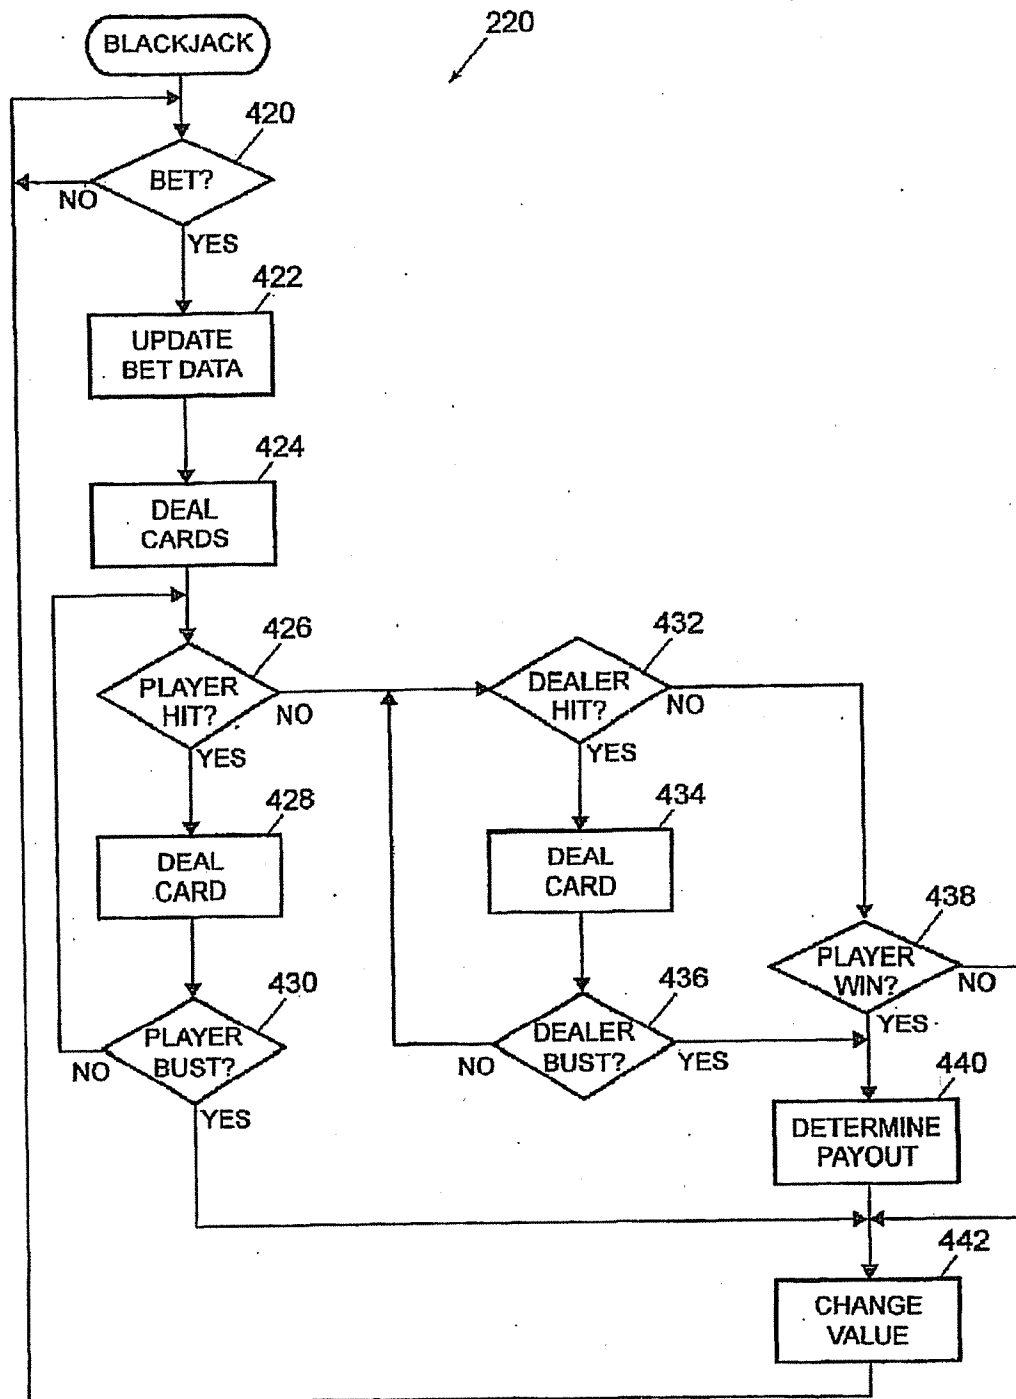 BLACKJACK
220
420
BET?
NO
YES
422
UPDATE
BET DATA
424
DEAL
CARDS
426
PLAYER
HIT?
NO
YES
432
DEALER
HIT?
NO
YES
428
DEAL
CARD
434
DEAL
CARD
438
PLAYER
WIN?
NO
YES
430
PLAYER
BUST?
NO
YES
436
DEALER
BUST?
NO
YES
440
DETERMINE
PAYOUT
442
CHANGE
VALUE